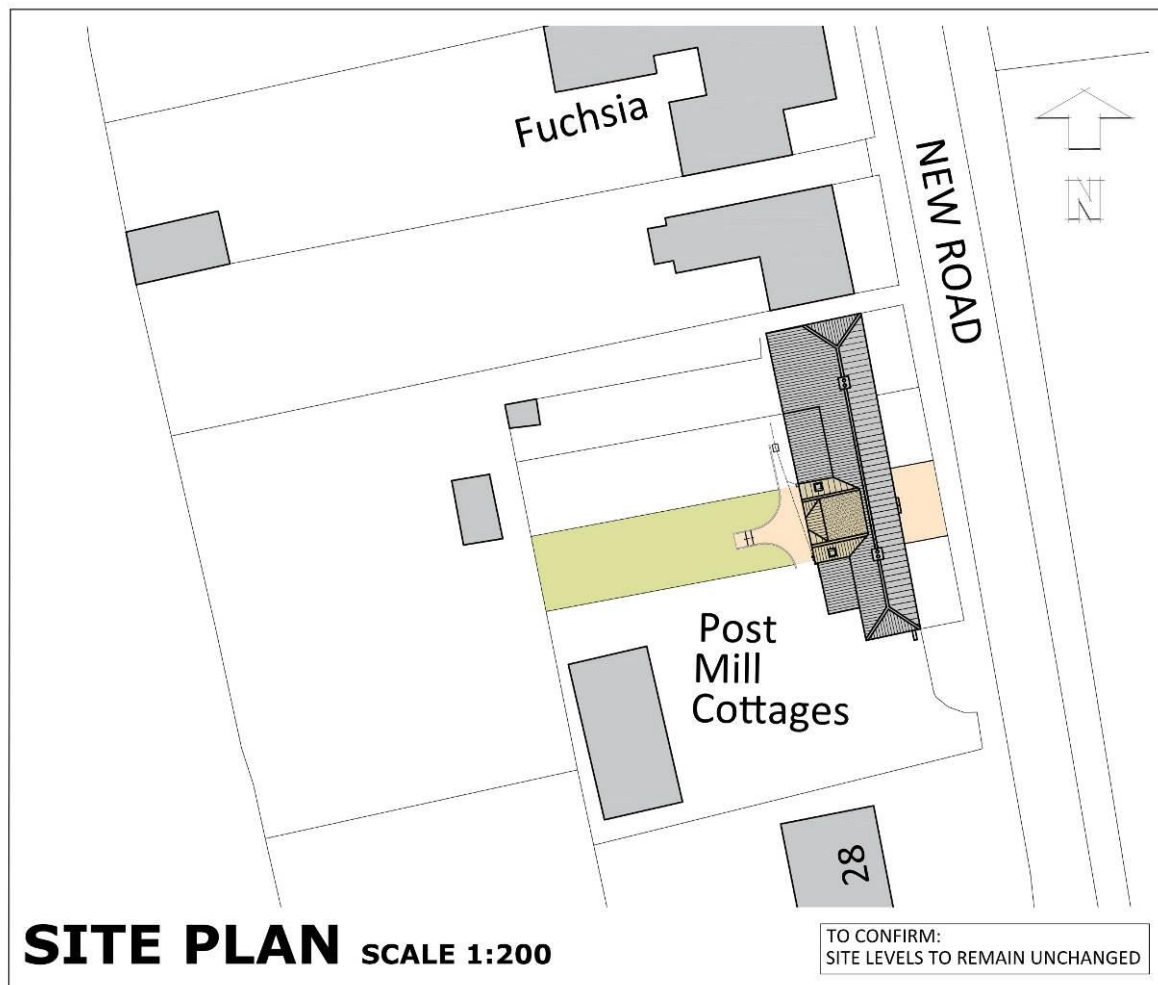 Fuchsia
NEW ROAD
N
Post
Mill
Cottages
28
SITE PLAN SCALE 1:200
TO CONFIRM:
SITE LEVELS TO REMAIN UNCHANGED